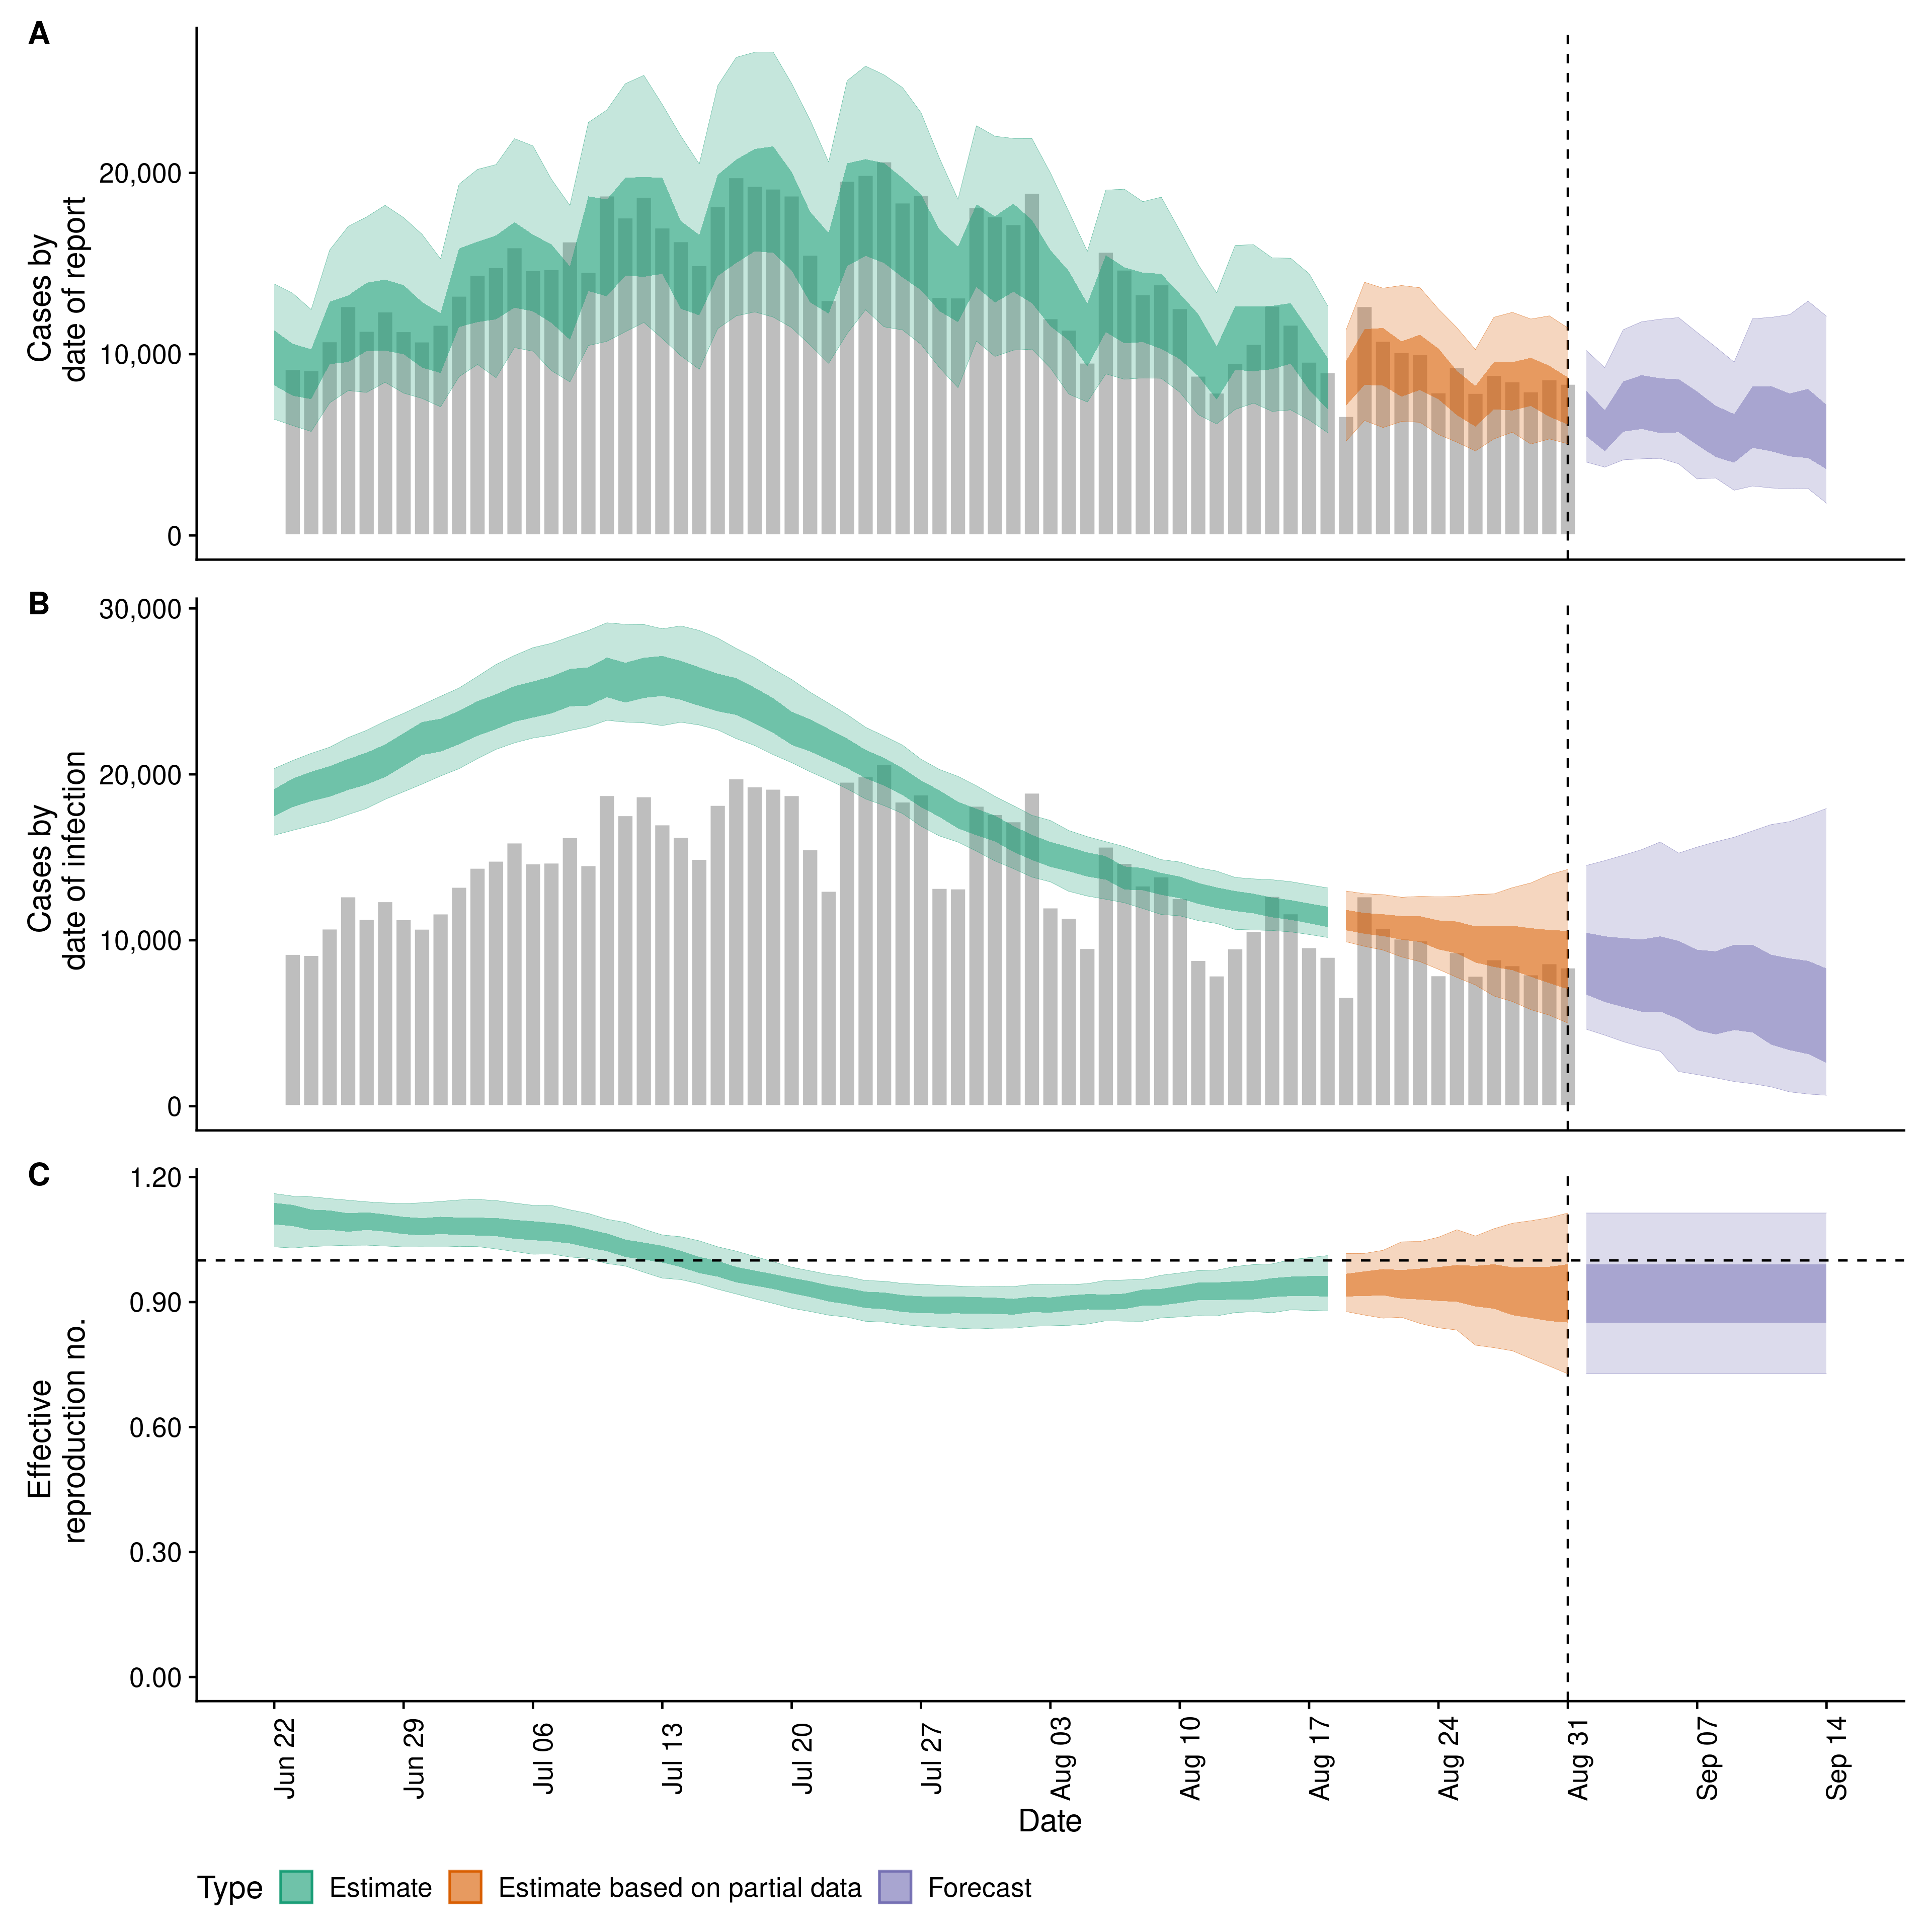 A
Cases by
date of report
20,000
10,000
0
B
Cases by
date of infection
30,000
20,000
10,000
0
C
Effective
reproduction no.
1.20
0.90
0.60
0.30
0.00
Jun 22
Jun 29
Jul 06
Jul 13
Jul 20
Jul 27
Aug 03
Aug 10
Aug 17
Aug 24
Aug 31
Sep 07
Sep 14
Date
Type
Estimate
Estimate based on partial data
Forecast